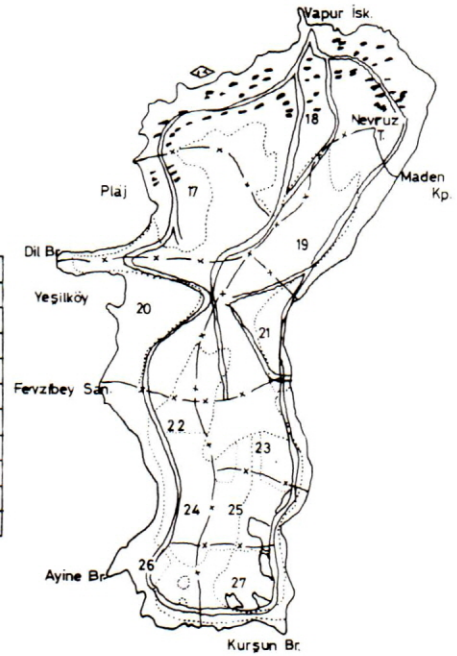 Vapur İsk.
18
Nevruz
T.
Maden
Kp.
17
Plaj
19
Dil Br.
Yeşilköy
20
21
Fevzibey San.
22
23
24
25
26
Ayine Br.
27
Kurşun Br.